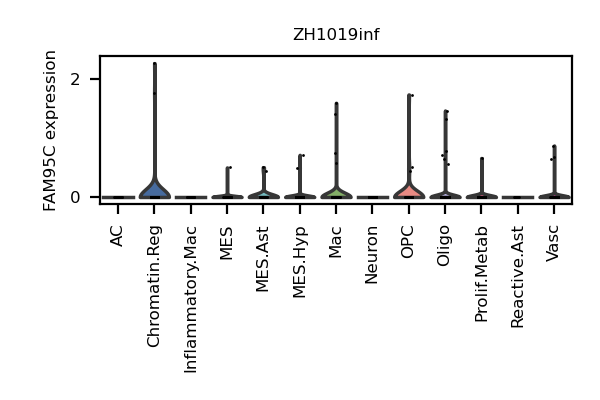 ZH1019inf
FAM95C expression
2
0
AC
Chromatin.Reg
Inflammatory.Mac
MES
MES.Ast
MES.Hyp
Mac
Neuron
OPC
Oligo
Prolif.Metab
Reactive.Ast
Vasc